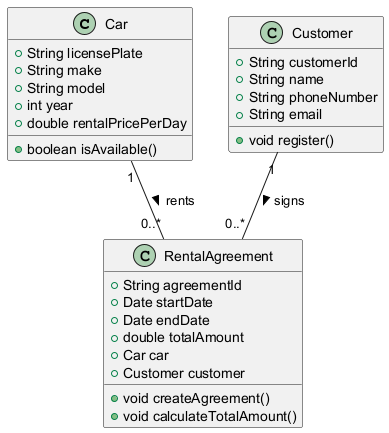 C Car
String licensePlate
String make
String model
int year
double rentalPricePerDay
boolean isAvailable()
C Customer
String customerId
String name
String phoneNumber
String email
void register()
1
rents
0..*
1
signs
0..*
C RentalAgreement
String agreementId
Date startDate
Date endDate
double totalAmount
Car car
Customer customer
void createAgreement()
void calculateTotalAmount()